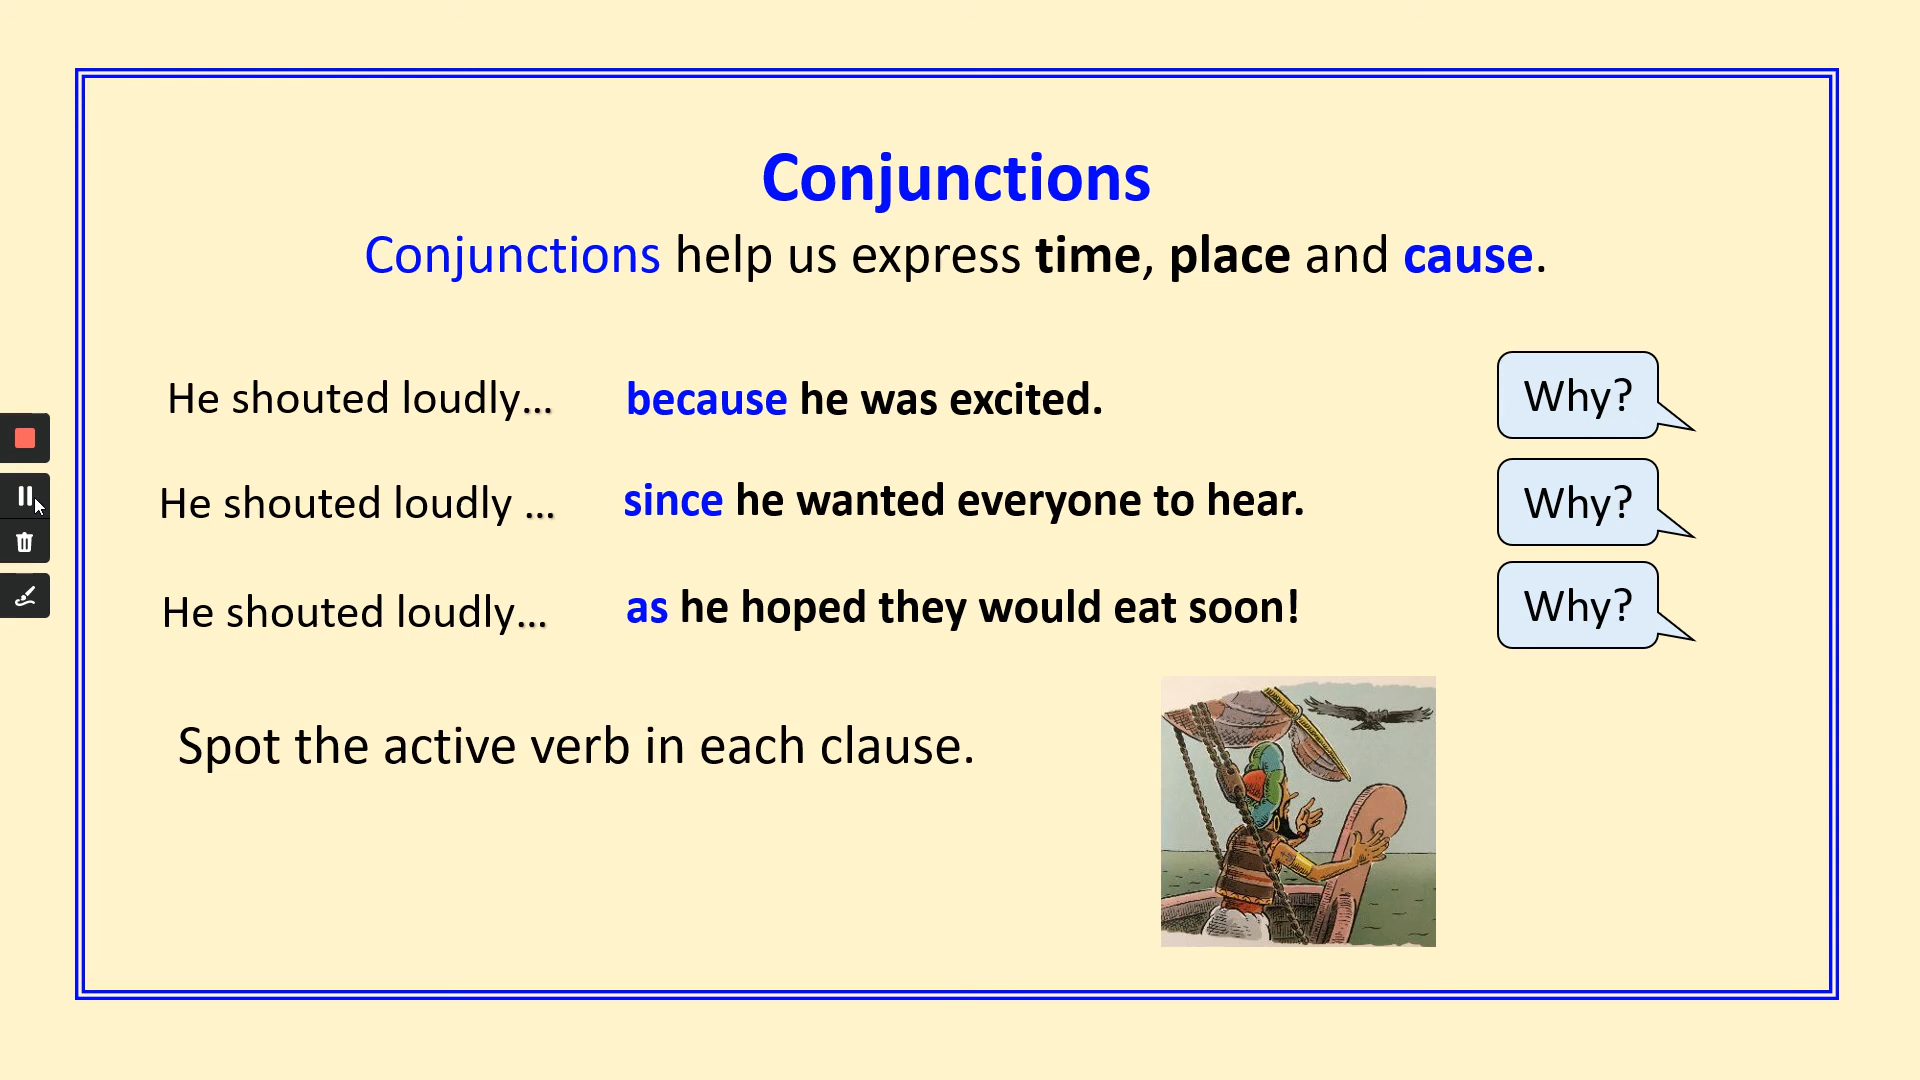 Conjunctions
Conjunctions help us express time, place and cause.
He shouted loudly... because he was excited. Why?
He shouted loudly ... since he wanted everyone to hear. Why?
He shouted loudly... as he hoped they would eat soon! Why?
Spot the active verb in each clause.